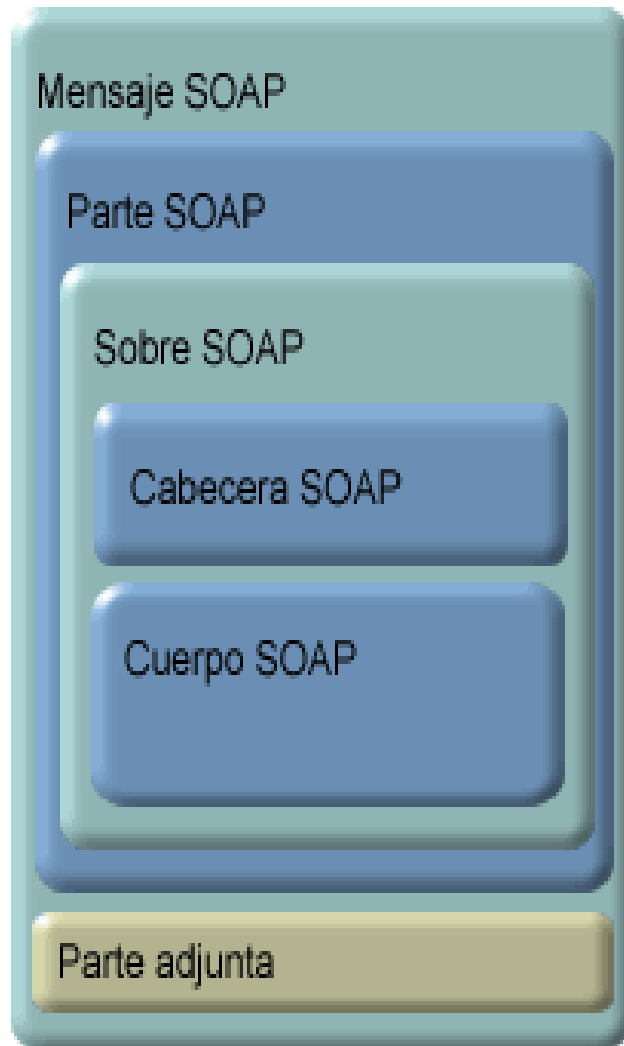 Mensaje SOAP
Parte SOAP
Sobre SOAP
Cabecera SOAP
Cuerpo SOAP
Parte adjunta